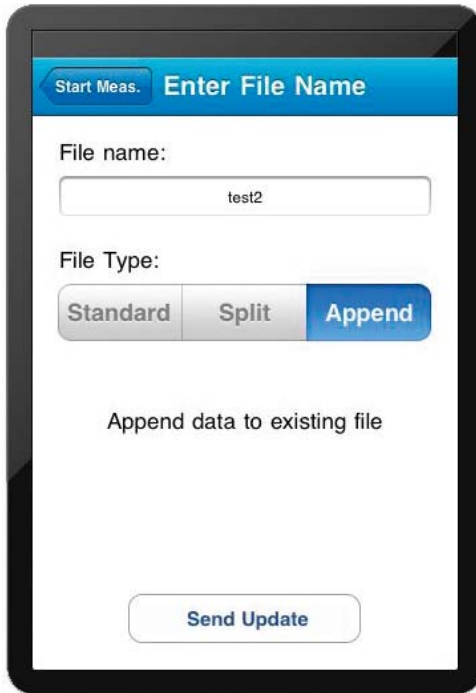 Start Meas. Enter File Name
File name:
test2
File Type:
Standard Split Append
Append data to existing file
Send Update